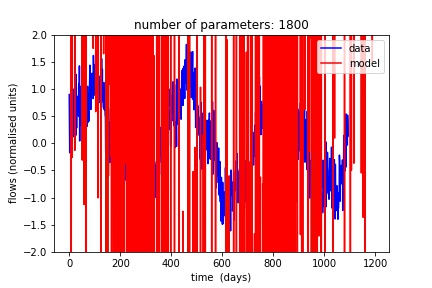 number of parameters: 1800
2.0
1.5
1.0
0.5
0.0
−0.5
−1.0
−1.5
−2.0
flows (normalised units)
data
model
0 200 400 600 800 1000 1200
time (days)